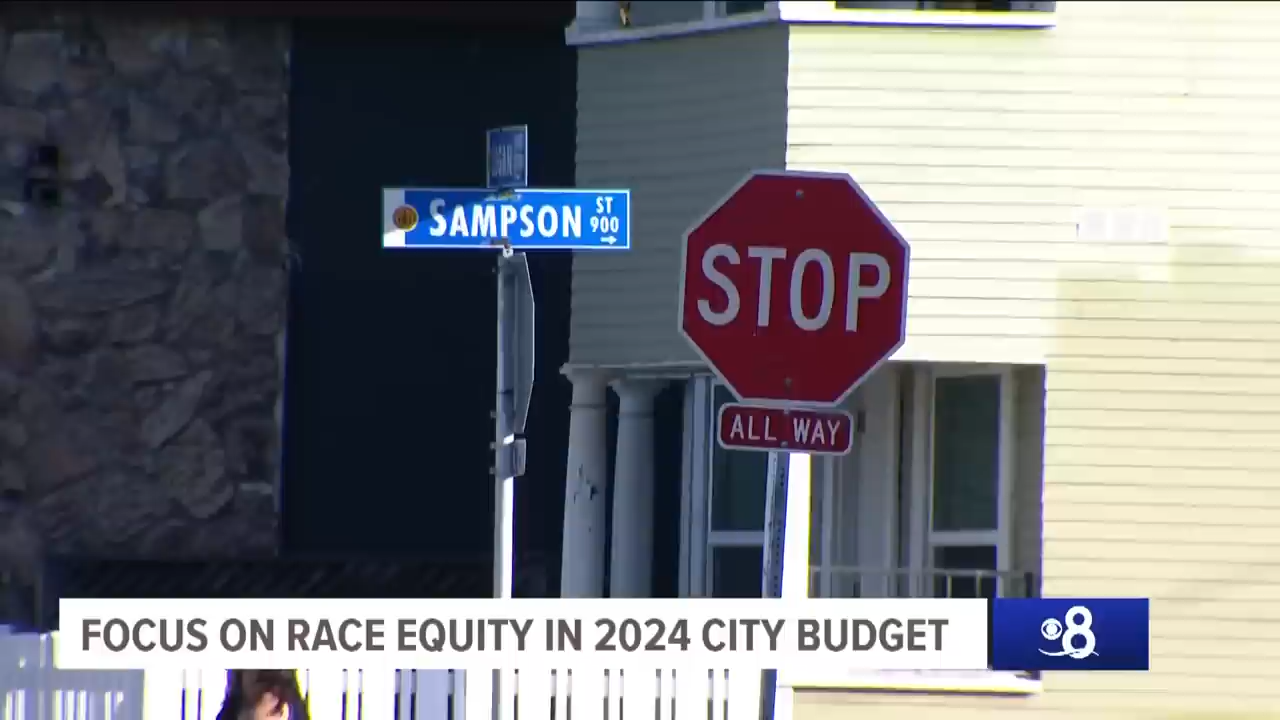 SAMPSON ST
900
STOP
ALL WAY
FOCUS ON RACE EQUITY IN 2024 CITY BUDGET
8